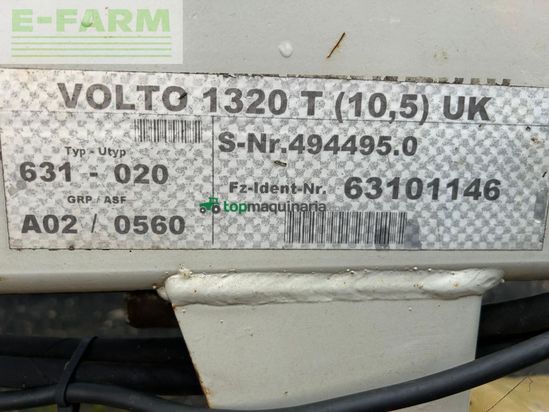 E-FARM
VOLTO 1320 T (10,5) UK
Typ - Utyp
631 - 020
GRP / ASF
A02 / 0560
S-Nr.494495.0
Fz-Ident-Nr. 63101146
topmaquinaria